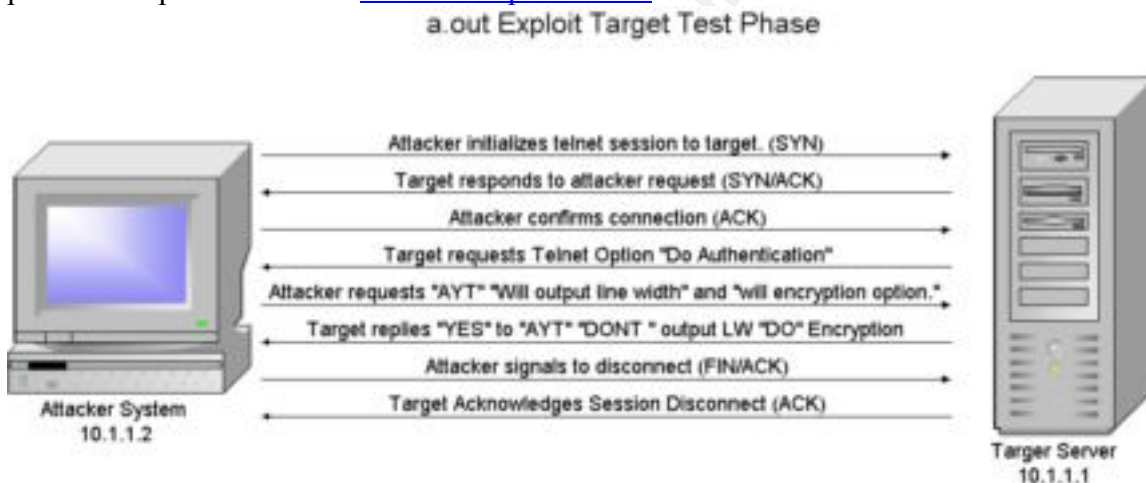 a.out Exploit Target Test Phase
Attacker initializes telnet session to target. (SYN)
Target responds to attacker request (SYN/ACK)
Attacker confirms connection (ACK)
Target requests Telnet Option "Do Authentication"
Attacker requests "AYT" "Will output line width" and "will encryption option."
Target replies "YES" to "AYT" "DONT " output LW "DO" Encryption
Attacker signals to disconnect (FIN/ACK)
Target Acknowledges Session Disconnect (ACK)
Attacker System
10.1.1.2
Targer Server
10.1.1.1